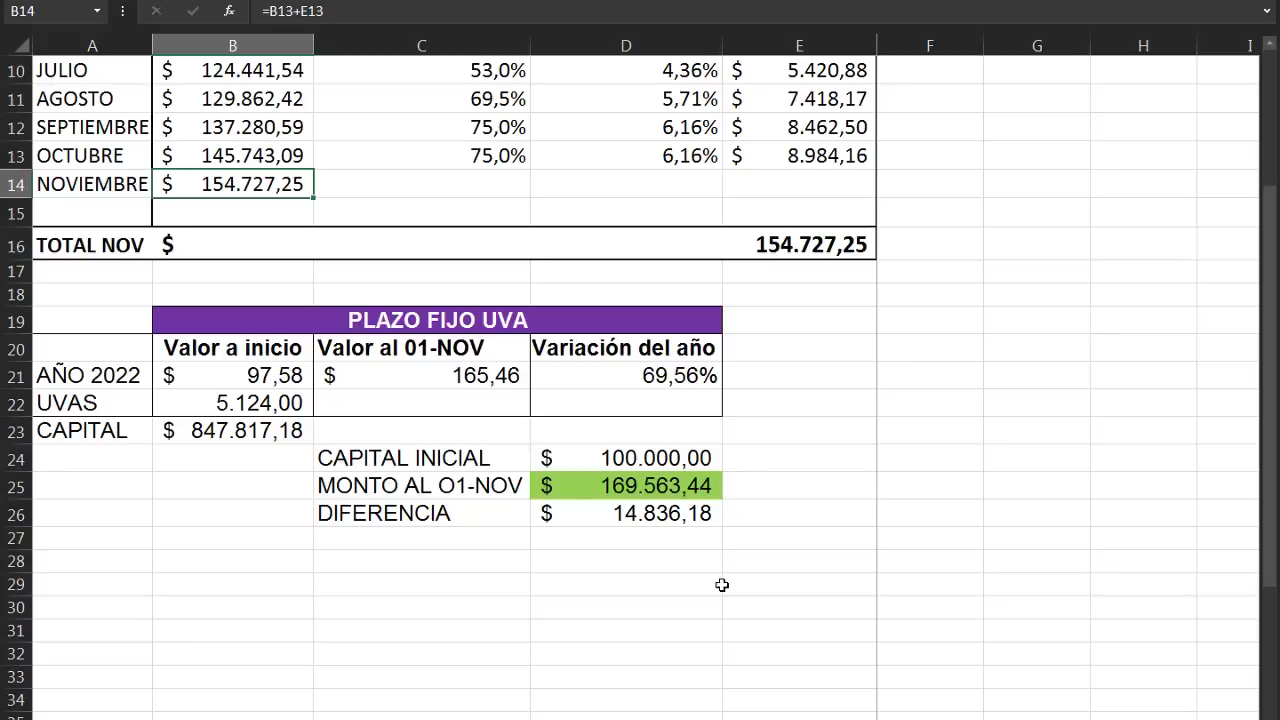 B14 fx =B13+E13
A B C D E F G H I
10 JULIO $ 124.441,54 53,0% 4,36% $ 5.420,88
11 AGOSTO $ 129.862,42 69,5% 5,71% $ 7.418,17
12 SEPTIEMBRE $ 137.280,59 75,0% 6,16% $ 8.462,50
13 OCTUBRE $ 145.743,09 75,0% 6,16% $ 8.984,16
14 NOVIEMBRE $ 154.727,25
15
16 TOTAL NOV $ 154.727,25
17
18
19 PLAZO FIJO UVA
20 Valor a inicio Valor al 01-NOV Variación del año
21 AÑO 2022 $ 97,58 $ 165,46 69,56%
22 UVAS 5.124,00
23 CAPITAL $ 847.817,18
24 CAPITAL INICIAL $ 100.000,00
25 MONTO AL O1-NOV $ 169.563,44
26 DIFERENCIA $ 14.836,18
27
28
29
30
31
32
33
34